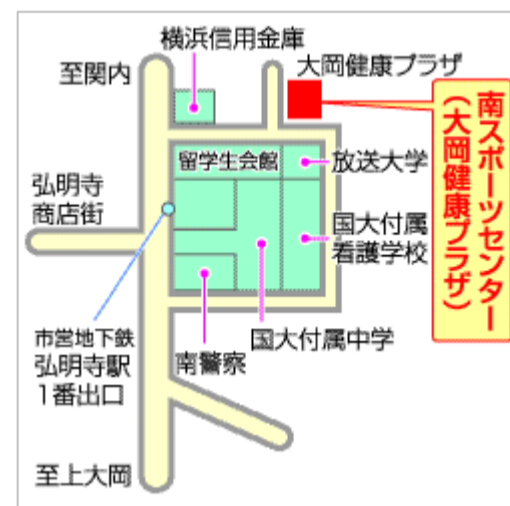 横浜信用金庫
至関内
大岡健康プラザ
南スポーツセンター
(大岡健康プラザ)
留学生会館
放送大学
弘明寺
商店街
国大付属
看護学校
市営地下鉄
弘明寺駅
1番出口
南警察
国大付属中学
至上大岡